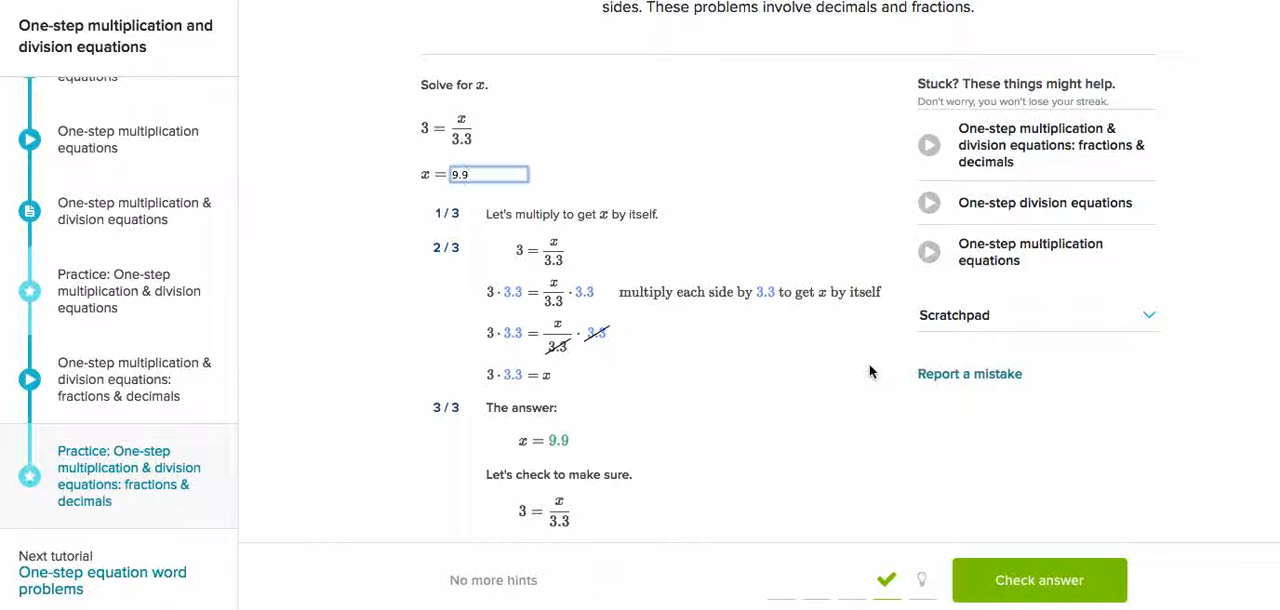 One-step multiplication and
division equations
equations
One-step multiplication
equations
One-step multiplication &
division equations
Practice: One-step
multiplication & division
equations
One-step multiplication &
division equations:
fractions & decimals
Practice: One-step
multiplication & division
equations: fractions &
decimals
Next tutorial
One-step equation word
problems
sides. These problems involve decimals and fractions.
Solve for x.
3 = x/3.3
x = 9.9
1 / 3 Let's multiply to get x by itself.
2 / 3 3 = x/3.3
3 · 3.3 = x/3.3 · 3.3 multiply each side by 3.3 to get x by itself
3 · 3.3 = x/3.3 · 3.3
3 · 3.3 = x
3 / 3 The answer:
x = 9.9
Let's check to make sure.
3 = x/3.3
Stuck? These things might help.
Don't worry, you won't lose your streak.
One-step multiplication &
division equations: fractions &
decimals
One-step division equations
One-step multiplication
equations
Scratchpad
Report a mistake
No more hints
Check answer